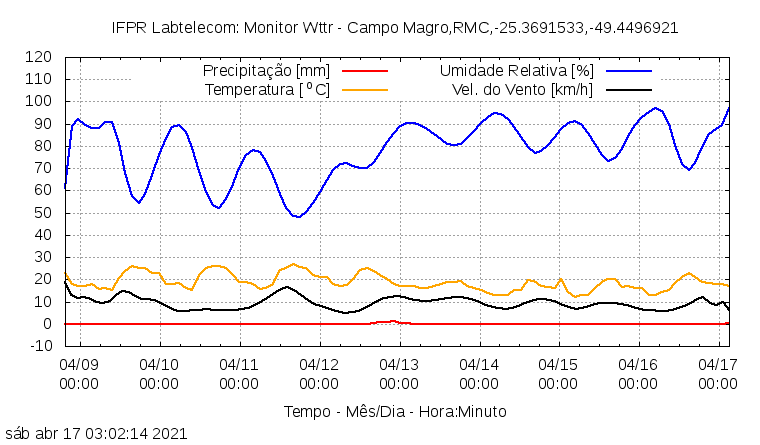 IFPR Labtelecom: Monitor Wttr - Campo Magro,RMC,-25.3691533,-49.4496921
Precipitação [mm]
Umidade Relativa [%]
Temperatura [ ⁰C]
Vel. do Vento [km/h]
120
110
100
90
80
70
60
50
40
30
20
10
0
-10
04/09 04/10 04/11 04/12 04/13 04/14 04/15 04/16 04/17
00:00 00:00 00:00 00:00 00:00 00:00 00:00 00:00 00:00
Tempo - Mês/Dia - Hora:Minuto
sáb abr 17 03:02:14 2021